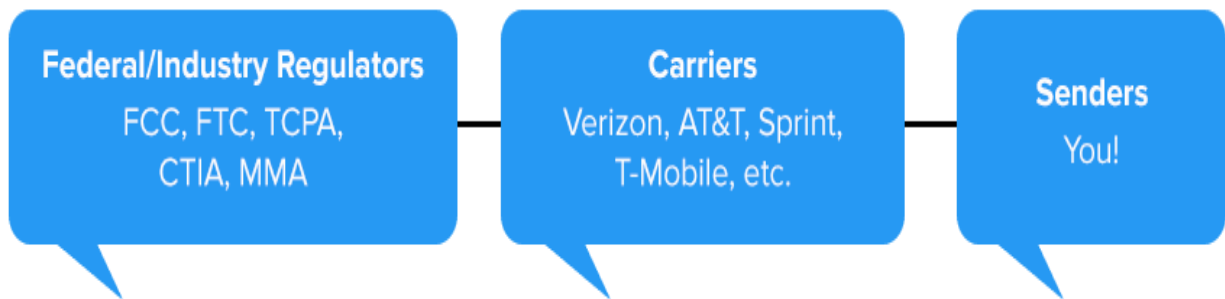 Federal/Industry Regulators
FCC, FTC, TCPA,
CTIA, MMA
Carriers
Verizon, AT&T, Sprint,
T-Mobile, etc.
Senders
You!